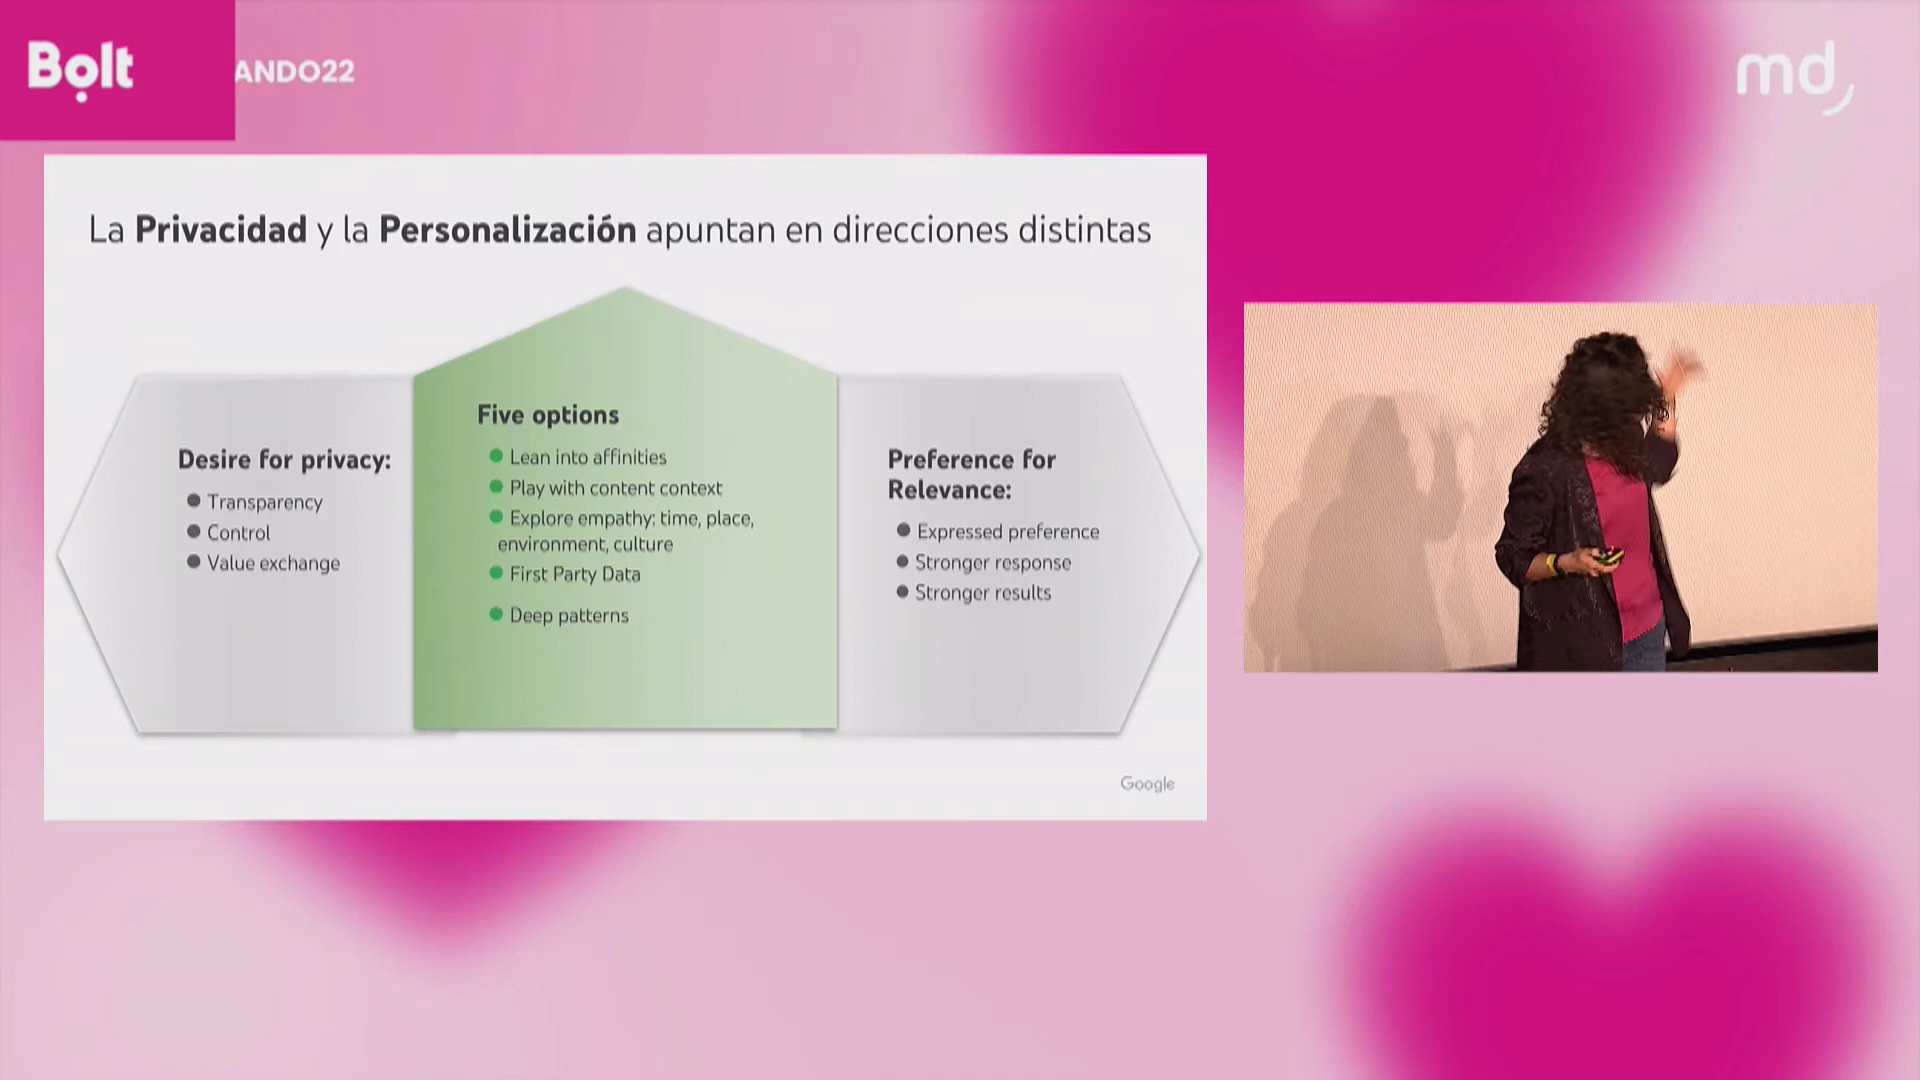 Bolt
ANDO22
md
La Privacidad y la Personalización apuntan en direcciones distintas
Desire for privacy:
Transparency
Control
Value exchange
Five options
Lean into affinities
Play with content context
Explore empathy: time, place,
environment, culture
First Party Data
Deep patterns
Preference for
Relevance:
Expressed preference
Stronger response
Stronger results
Google